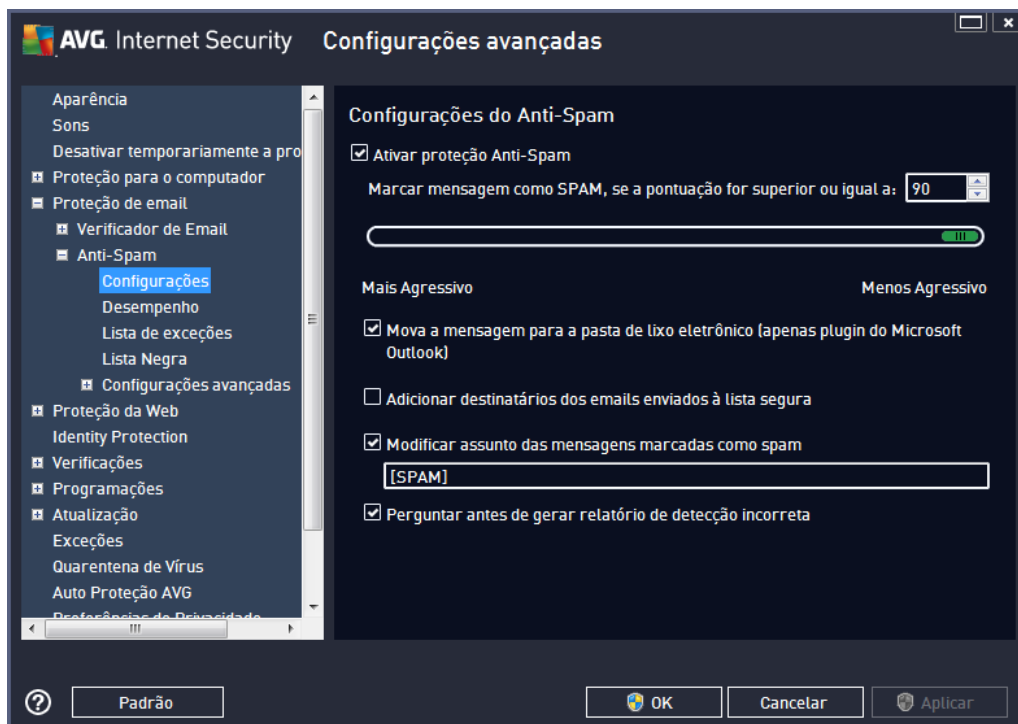 AVG. Internet Security Configurações avançadas
Aparência
Sons
Desativar temporariamente a pro
Proteção para o computador
Proteção de email
Verificador de Email
Anti-Spam
Configurações
Desempenho
Lista de exceções
Lista Negra
Configurações avançadas
Proteção da Web
Identity Protection
Verificações
Programações
Atualização
Exceções
Quarentena de Vírus
Auto Proteção AVG
Preferências de Privacidade
Configurações do Anti-Spam
Ativar proteção Anti-Spam
Marcar mensagem como SPAM, se a pontuação for superior ou igual a: 90
Mais Agressivo Menos Agressivo
Mova a mensagem para a pasta de lixo eletrônico (apenas plugin do Microsoft
Outlook)
Adicionar destinatários dos emails enviados à lista segura
Modificar assunto das mensagens marcadas como spam
[SPAM]
Perguntar antes de gerar relatório de detecção incorreta
? Padrão OK Cancelar Aplicar